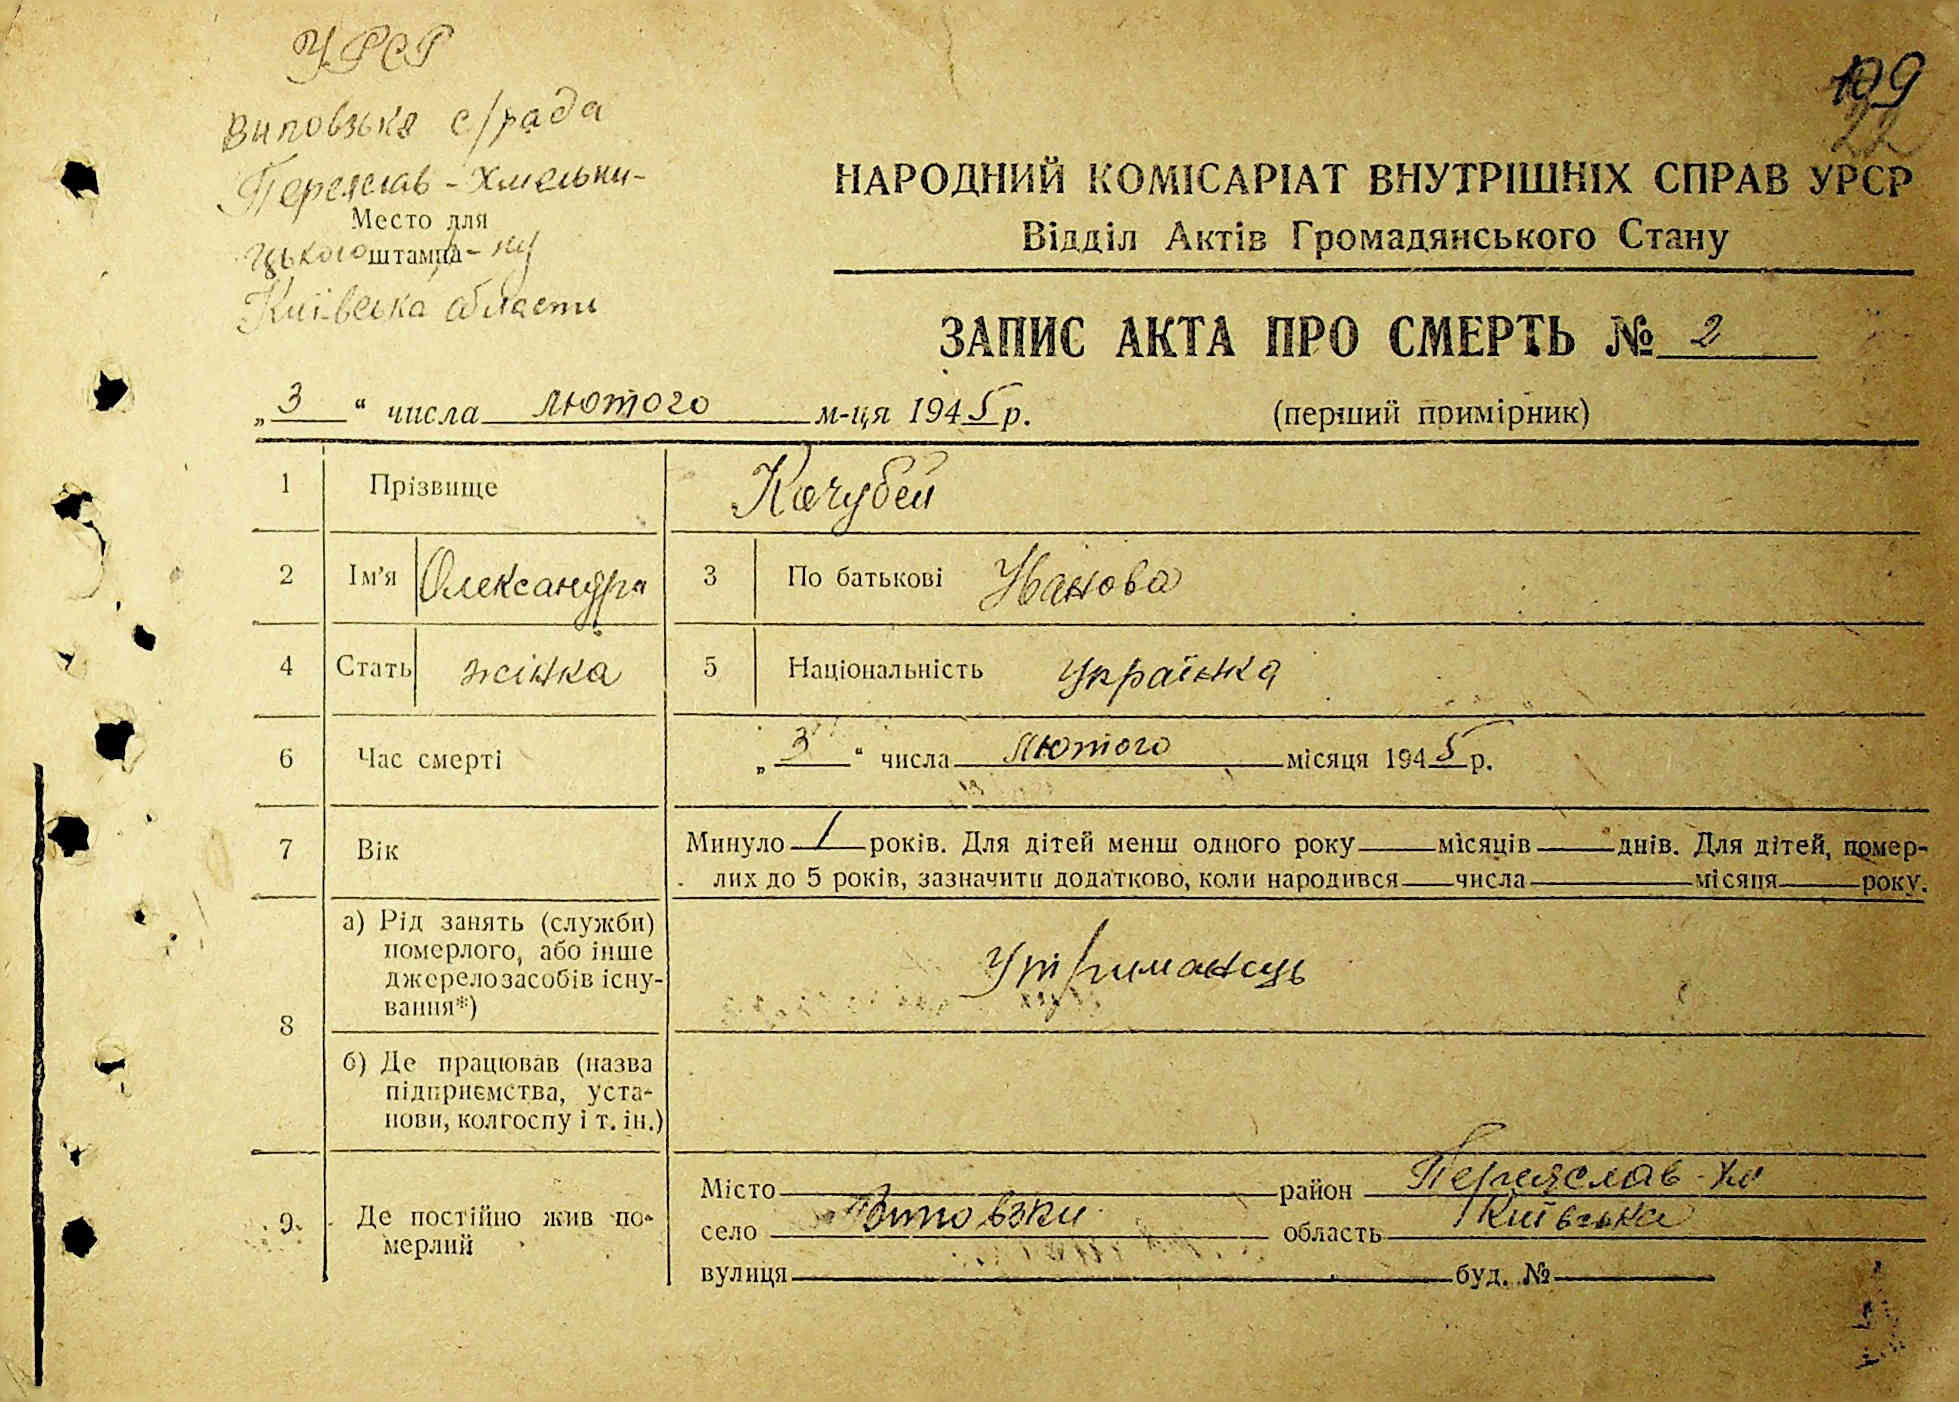 УРСР
Виповзька с/рада
Переяслав-Хмельни-
Место для
цького штампа р-ну
Київська области
109
22
НАРОДНИЙ КОМІСАРІАТ ВНУТРІШНІХ СПРАВ УРСР
Відділ Актів Громадянського Стану
ЗАПИС АКТА ПРО СМЕРТЬ № 2
„3“ числа лютого м-ця 1945 р.
(перший примірник)
1 Прізвище Кочубей
2 Ім'я Олександра 3 По батькові Іванова
4 Стать жінка 5 Національність Українка
6 Час смерті „3“ числа лютого місяця 1945 р.
7 Вік Минуло 1 років. Для дітей менш одного року — місяців — днів. Для дітей, помер-
лих до 5 років, зазначити додатково, коли народився — числа — місяця — року.
8 а) Рід занять (служби)
померлого, або інше
джерело засобів існу-
вання*)
Утриманець
б) Де працював (назва
підприємства, уста-
нови, колгоспу і т. ін.)
9. Де постійно жив по-
мерлий
Місто район Переяслав-Хм
село Виповзки область Київська
вулиця буд. №